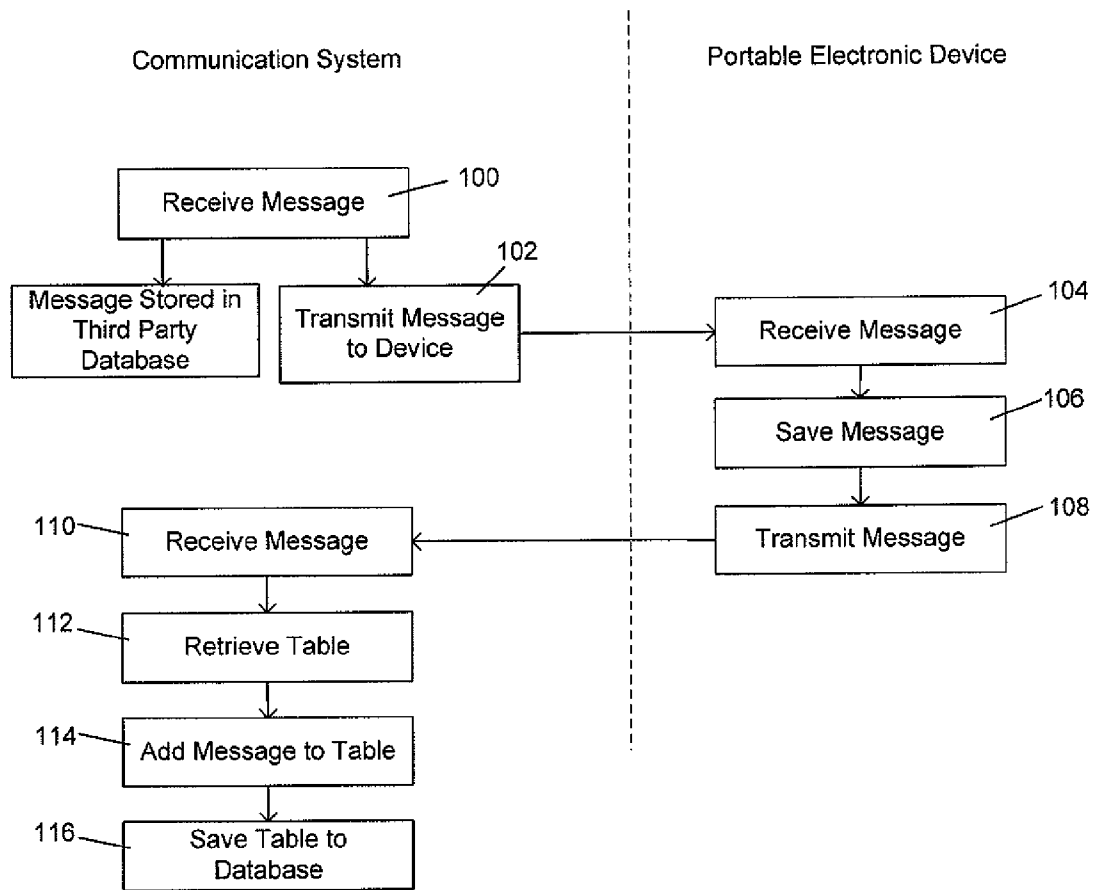 Communication System
Portable Electronic Device
100
Receive Message
102
Message Stored in
Third Party
Database
Transmit Message
to Device
104
Receive Message
106
Save Message
108
Transmit Message
110
Receive Message
112
Retrieve Table
114
Add Message to Table
116
Save Table to
Database